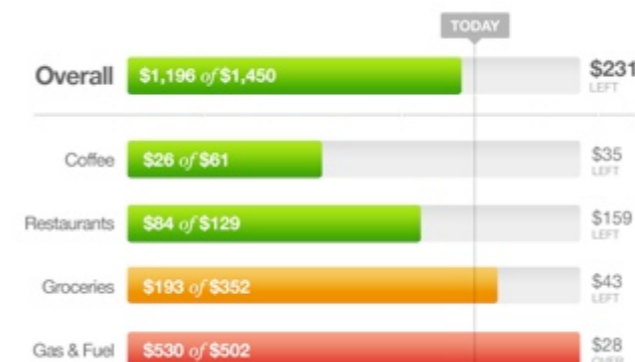 TODAY
Overall $1,196 of $1,450 $231
LEFT
Coffee $26 of $61 $35
LEFT
Restaurants $84 of $129 $159
LEFT
Groceries $193 of $352 $43
LEFT
Gas & Fuel $530 of $502 $28
OVER